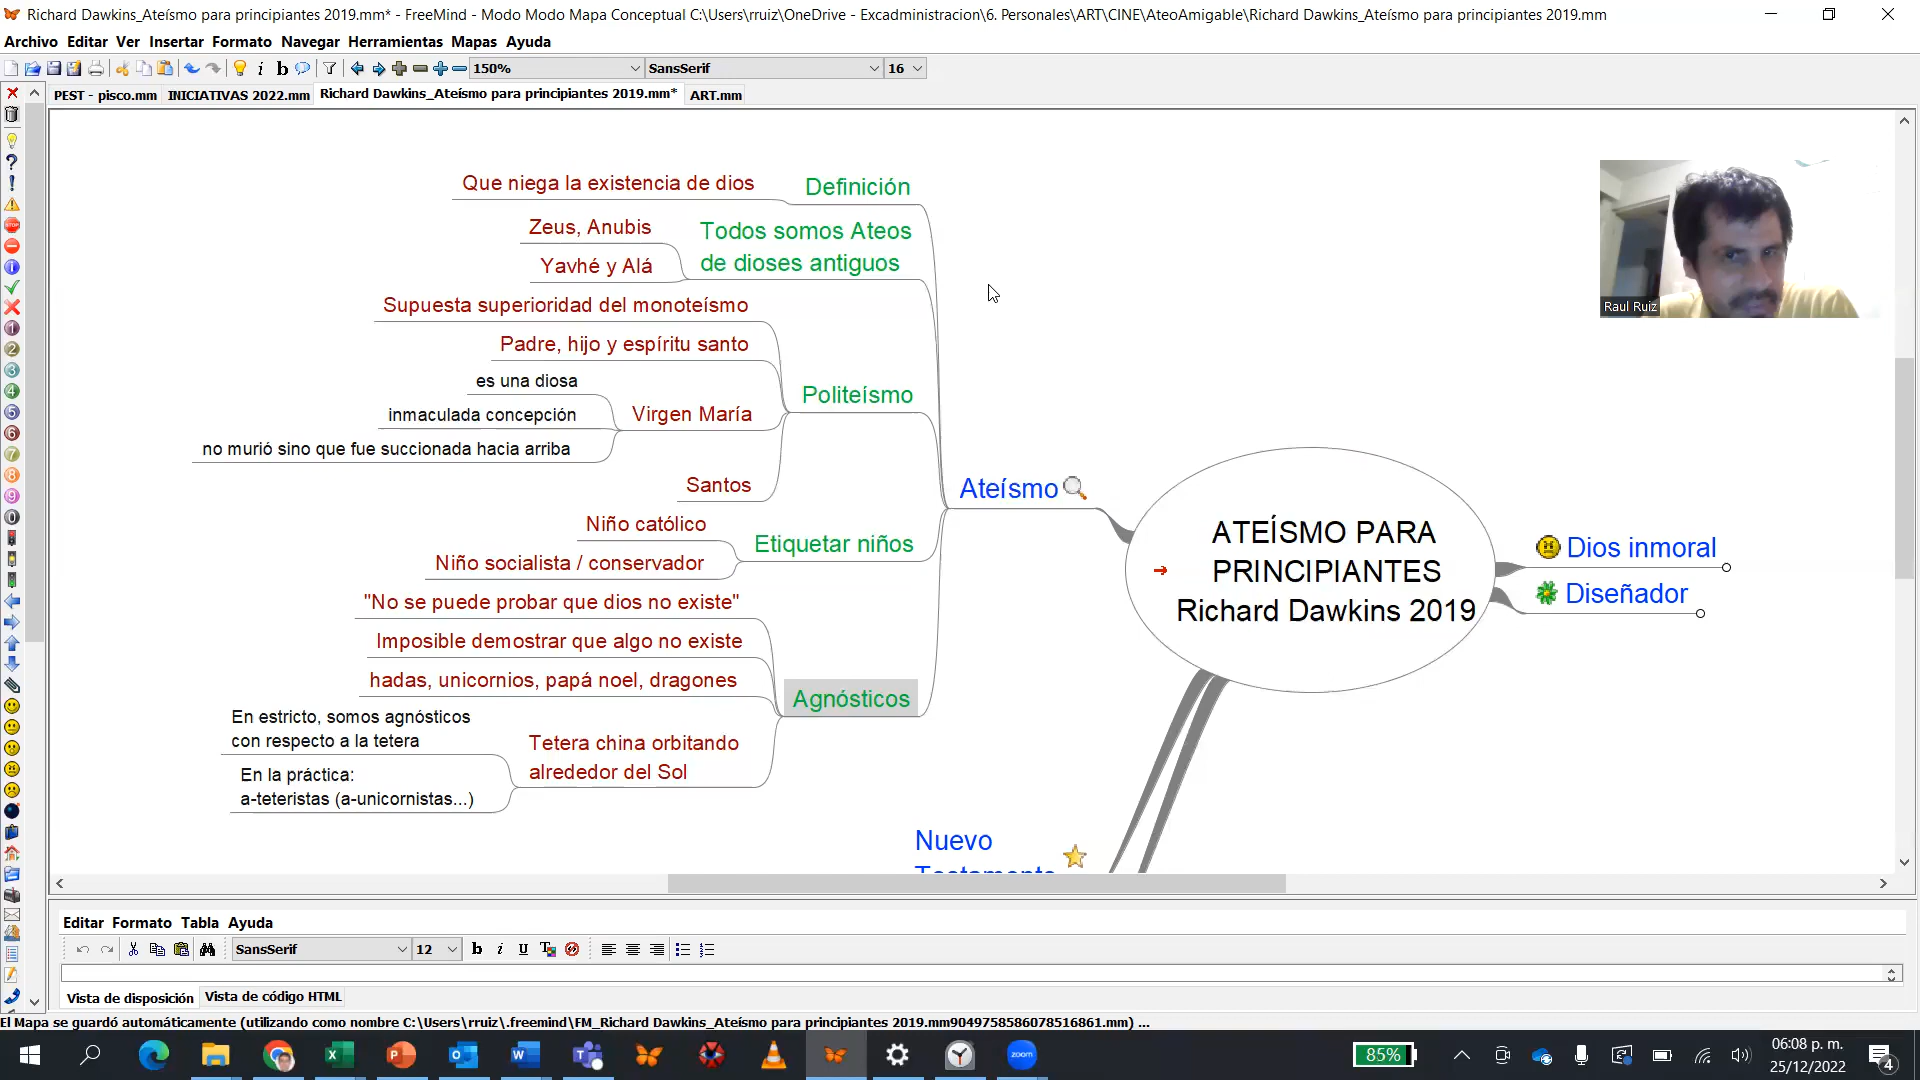 Richard Dawkins_Ateísmo para principiantes 2019.mm* - FreeMind - Modo Modo Mapa Conceptual C:\Users\rruiz\OneDrive - Excadministracion\6. Personales\ART\CINE\AteoAmigable\Richard Dawkins_Ateísmo para principiantes 2019.mm
Archivo Editar Ver Insertar Formato Navegar Herramientas Mapas Ayuda
150% SansSerif 16
PEST - pisco.mm INICIATIVAS 2022.mm Richard Dawkins_Ateísmo para principiantes 2019.mm* ART.mm
Que niega la existencia de dios
Definición
Zeus, Anubis
Yavhé y Alá
Todos somos Ateos
de dioses antiguos
Supuesta superioridad del monoteísmo
Padre, hijo y espíritu santo
es una diosa
inmaculada concepción
no murió sino que fue succionada hacia arriba
Virgen María
Santos
Politeísmo
Niño católico
Niño socialista / conservador
Etiquetar niños
"No se puede probar que dios no existe"
Imposible demostrar que algo no existe
hadas, unicornios, papá noel, dragones
En estricto, somos agnósticos
con respecto a la tetera
En la práctica:
a-teteristas (a-unicornistas...)
Tetera china orbitando
alrededor del Sol
Agnósticos
Ateísmo
ATEÍSMO PARA
PRINCIPIANTES
Richard Dawkins 2019
Dios inmoral
Diseñador
Nuevo
Testamento
Raul Ruiz
Editar Formato Tabla Ayuda
SansSerif 12 b i U
Vista de disposición Vista de código HTML
El Mapa se guardó automáticamente (utilizando como nombre C:\Users\rruiz\.freemind\FM_Richard Dawkins_Ateísmo para principiantes 2019.mm9049758586078516861.mm) ...
zoom
85%
06:08 p. m.
25/12/2022
4